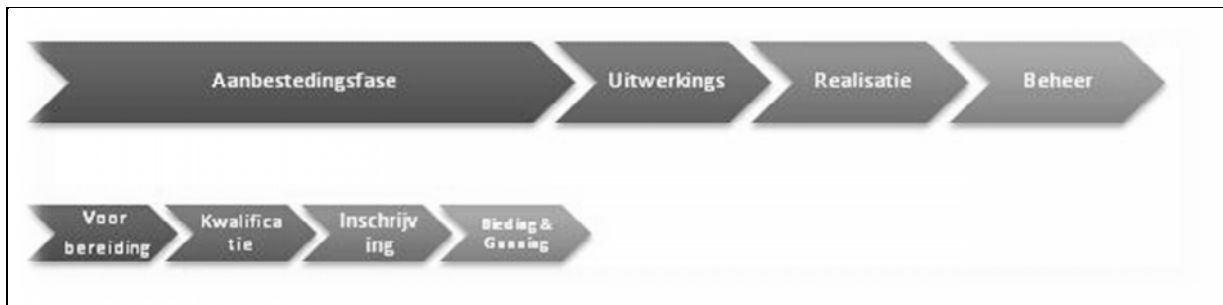 Aanbestedingsfase
Uitwerkings
Realisatie
Beheer
Voor
bereiding
Kwalifica
tie
Inschrijv
ing
Bieding &
Gunning